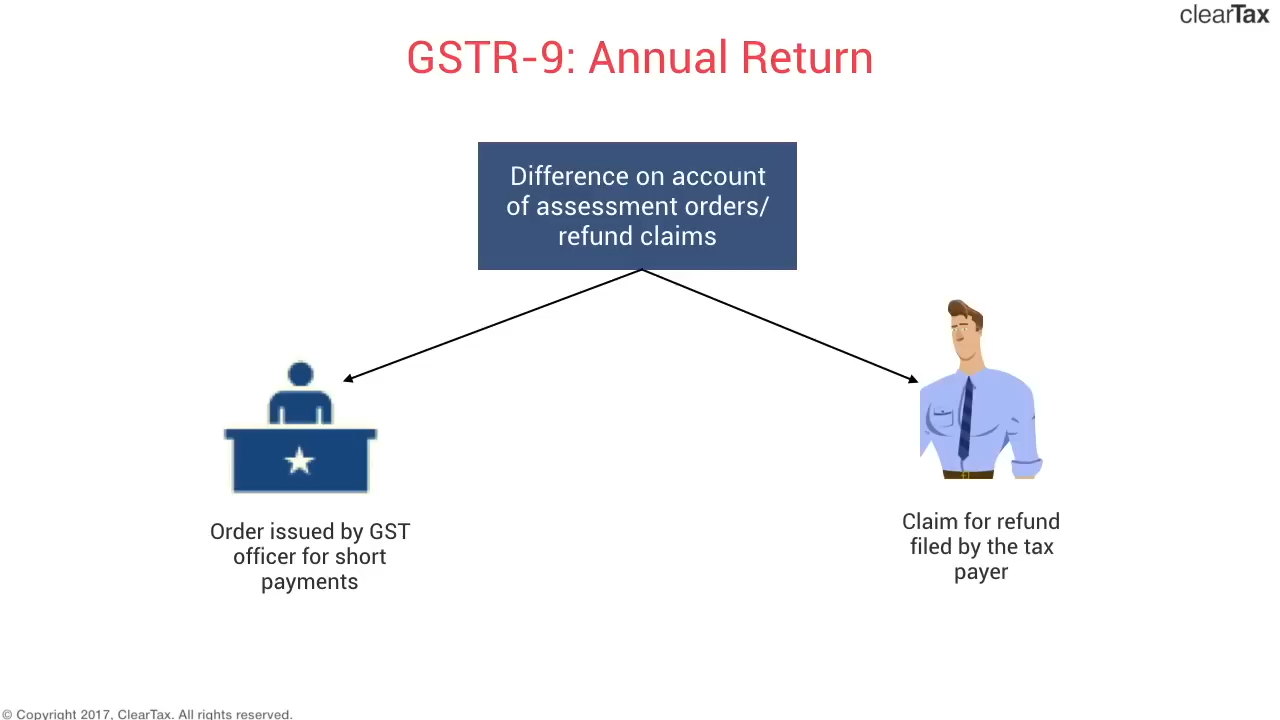 clearTax
GSTR-9: Annual Return
Difference on account
of assessment orders/
refund claims
Order issued by GST
officer for short
payments
Claim for refund
filed by the tax
payer
© Copyright 2017, ClearTax. All rights reserved.